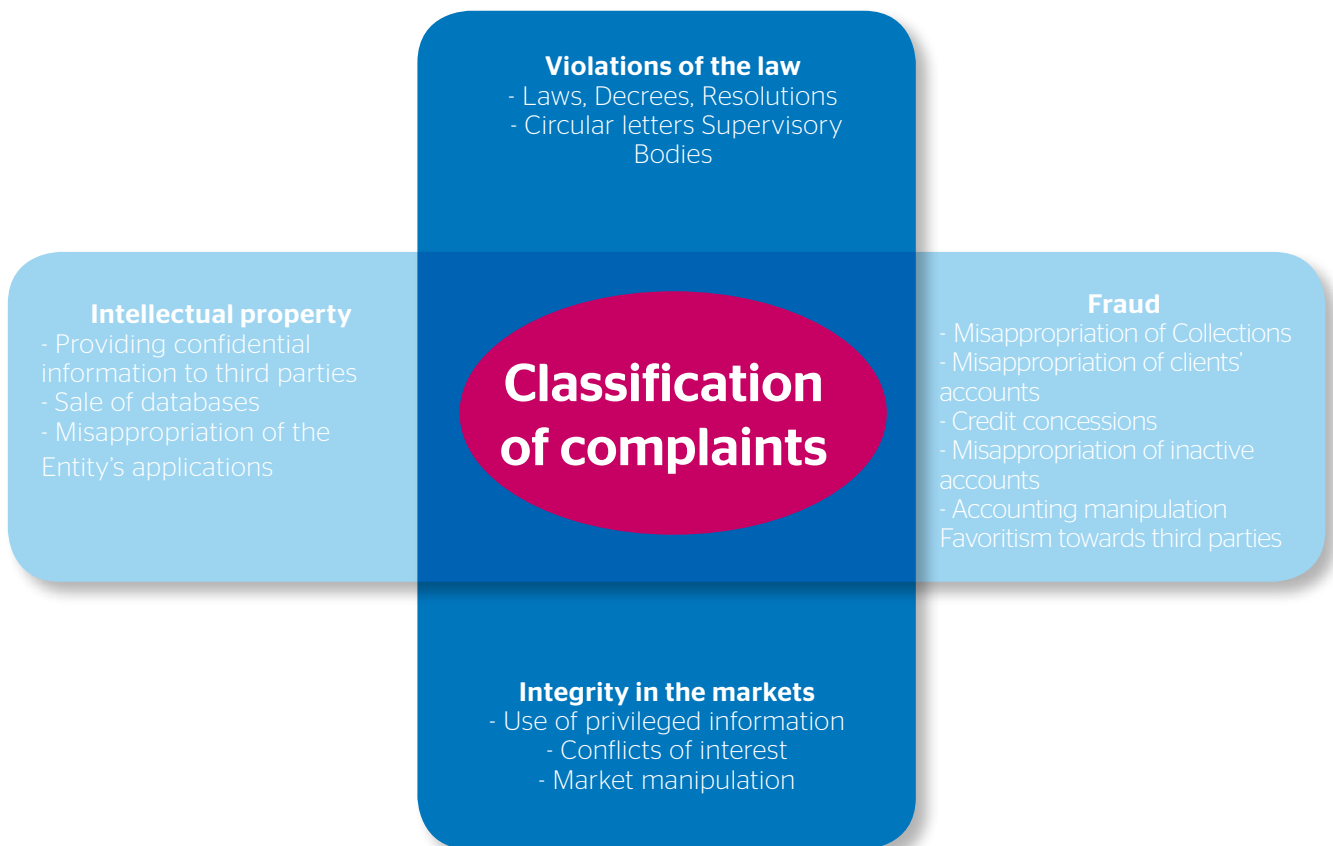 Violations of the law
- Laws, Decrees, Resolutions
- Circular letters Supervisory
Bodies
Intellectual property
- Providing confidential
information to third parties
- Sale of databases
- Misappropriation of the
Entity's applications
Classification
of complaints
Fraud
- Misappropriation of Collections
- Misappropriation of clients'
accounts
- Credit concessions
- Misappropriation of inactive
accounts
- Accounting manipulation
Favoritism towards third parties
Integrity in the markets
- Use of privileged information
- Conflicts of interest
- Market manipulation